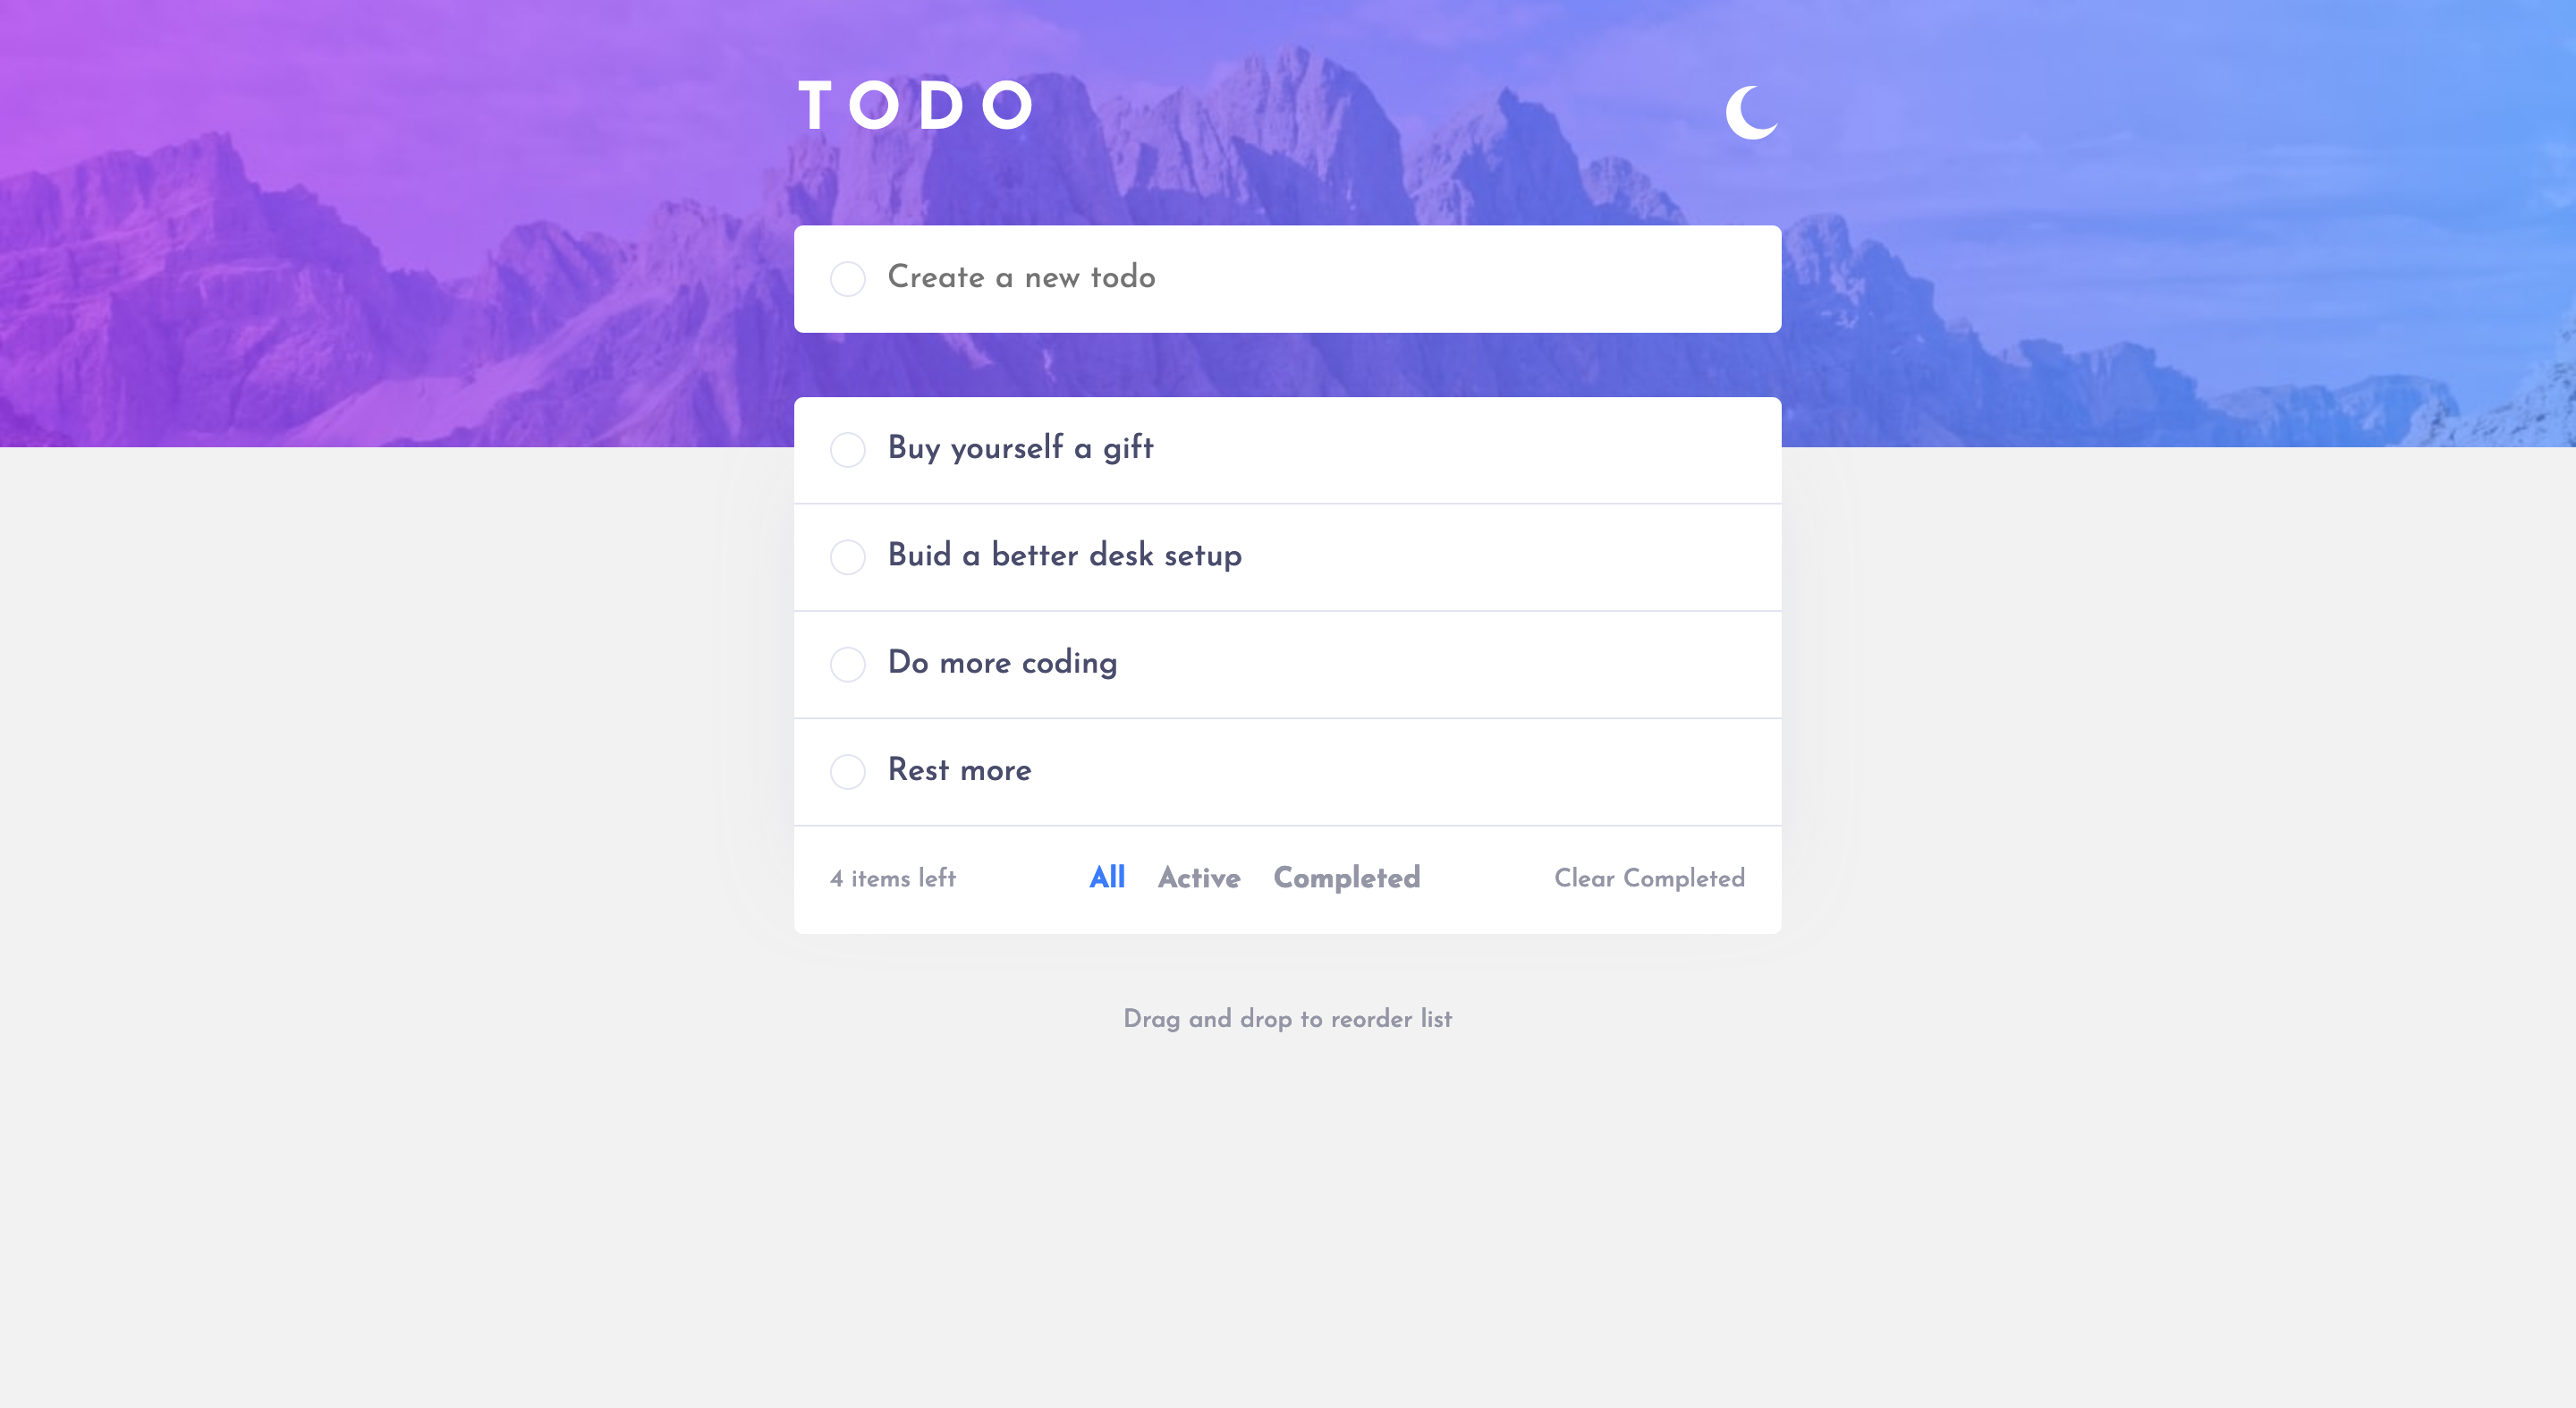 TODO
Create a new todo
Buy yourself a gift
Buid a better desk setup
Do more coding
Rest more
4 items left All Active Completed Clear Completed
Drag and drop to reorder list